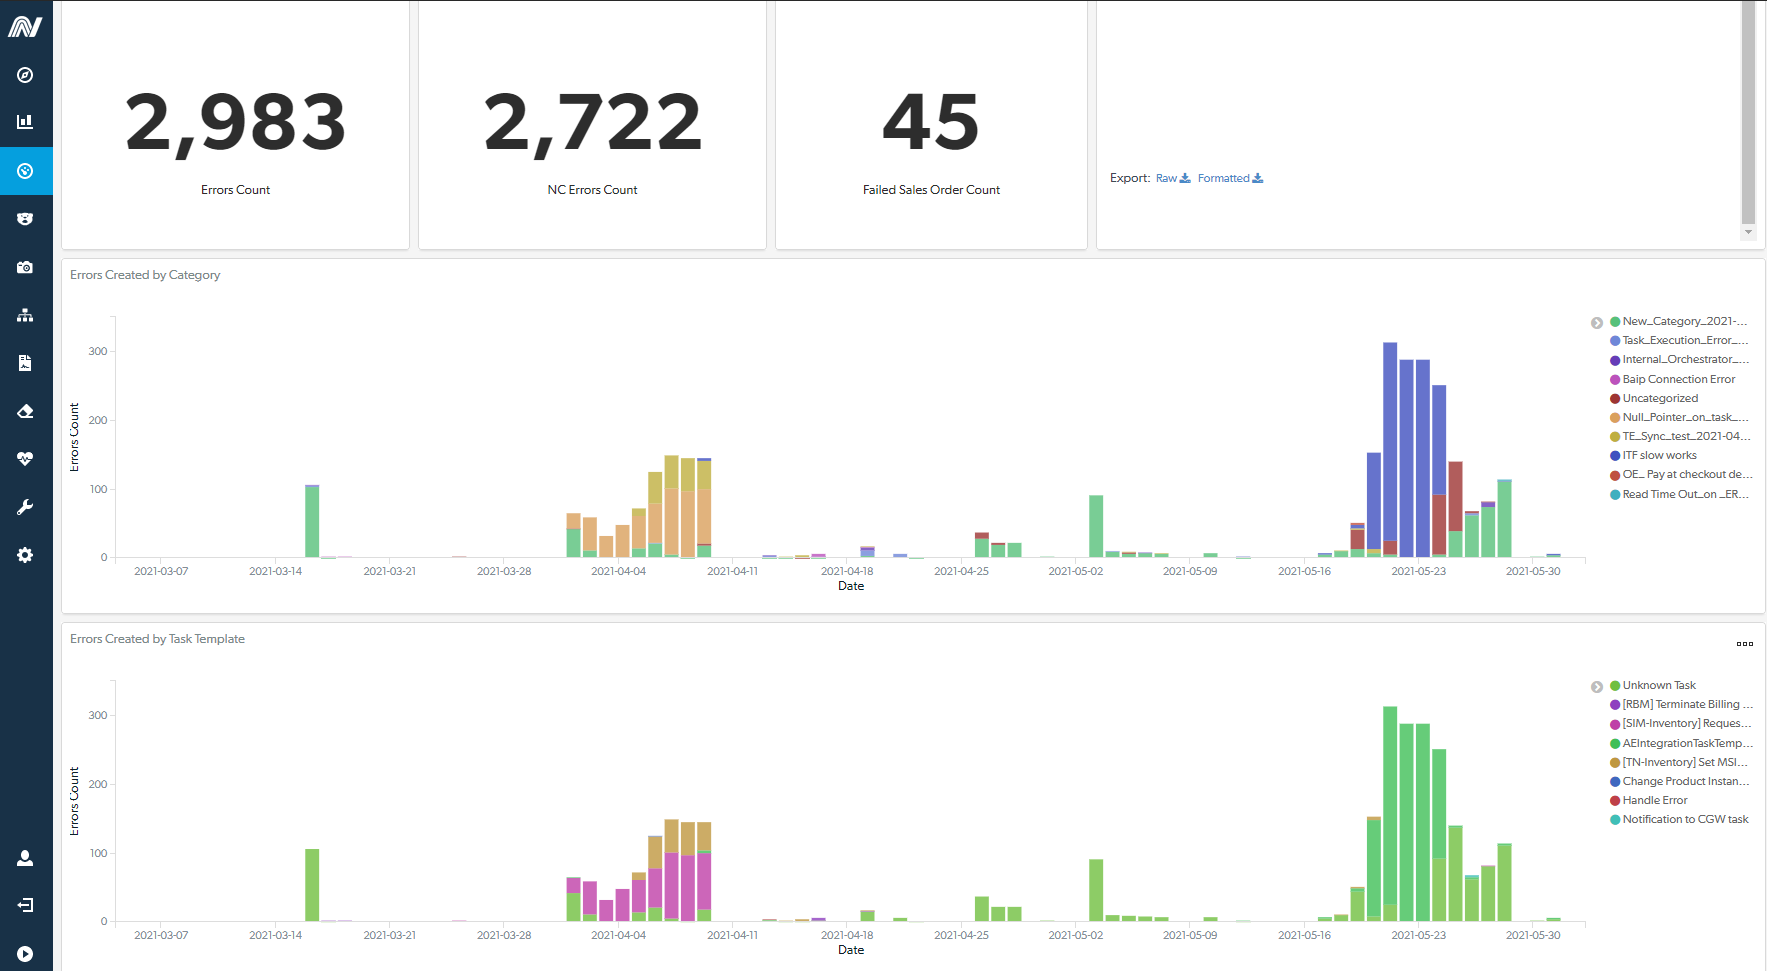 2,983
Errors Count
2,722
NC Errors Count
45
Failed Sales Order Count
Export: Raw Formatted
Errors Created by Category
300
200
100
0
Errors Count
2021-03-07
2021-03-14
2021-03-21
2021-03-28
2021-04-04
2021-04-11
2021-04-18
2021-04-25
2021-05-02
2021-05-09
2021-05-16
2021-05-23
2021-05-30
Date
New_Category_2021-...
Task_Execution_Error_...
Internal_Orchestrator_...
Baip Connection Error
Uncategorized
Null_Pointer_on_task_...
TE_Sync_test_2021-04...
ITF slow works
OE_ Pay at checkout de...
Read Time Out_on _ER...
Errors Created by Task Template
300
200
100
0
Errors Count
2021-03-07
2021-03-14
2021-03-21
2021-03-28
2021-04-04
2021-04-11
2021-04-18
2021-04-25
2021-05-02
2021-05-09
2021-05-16
2021-05-23
2021-05-30
Date
Unknown Task
[RBM] Terminate Billing ...
[SIM-Inventory] Reques...
AEIntegrationTaskTemp...
[TN-Inventory] Set MSI...
Change Product Instan...
Handle Error
Notification to CGW task